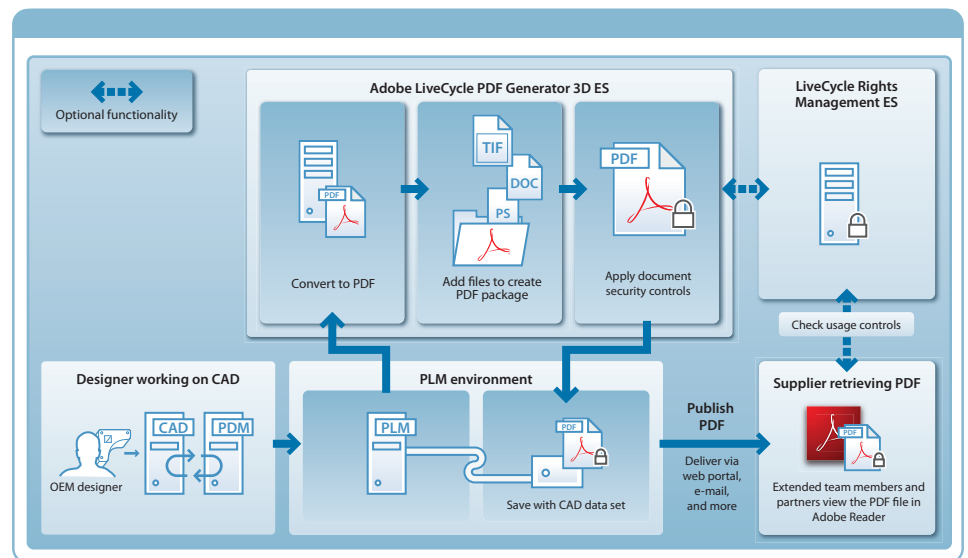 Optional functionality
Adobe LiveCycle PDF Generator 3D ES
PDF
Convert to PDF
TIF
DOC
PS
Add files to create
PDF package
PDF
Apply document
security controls
LiveCycle Rights
Management ES
Check usage controls
Designer working on CAD
OEM designer
CAD
PDM
PLM environment
PLM
PDF
Save with CAD data set
Publish
PDF
Deliver via
web portal,
e-mail,
and more
Supplier retrieving PDF
PDF
Extended team members and
partners view the PDF file in
Adobe Reader